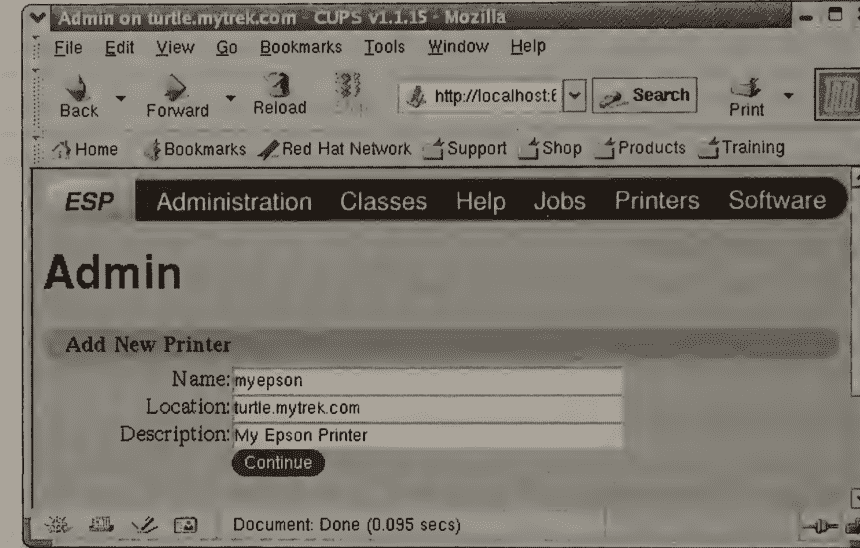 Admin on turtle.mytrek.com - CUPS v1.1.15 - Mozilla
File Edit View Go Bookmarks Tools Window Help
Back Forward Reload http://localhost:6 Search Print
Home Bookmarks Red Hat Network Support Shop Products Training
ESP Administration Classes Help Jobs Printers Software
Admin
Add New Printer
Name: myepson
Location: turtle.mytrek.com
Description: My Epson Printer
Continue
Document: Done (0.095 secs)